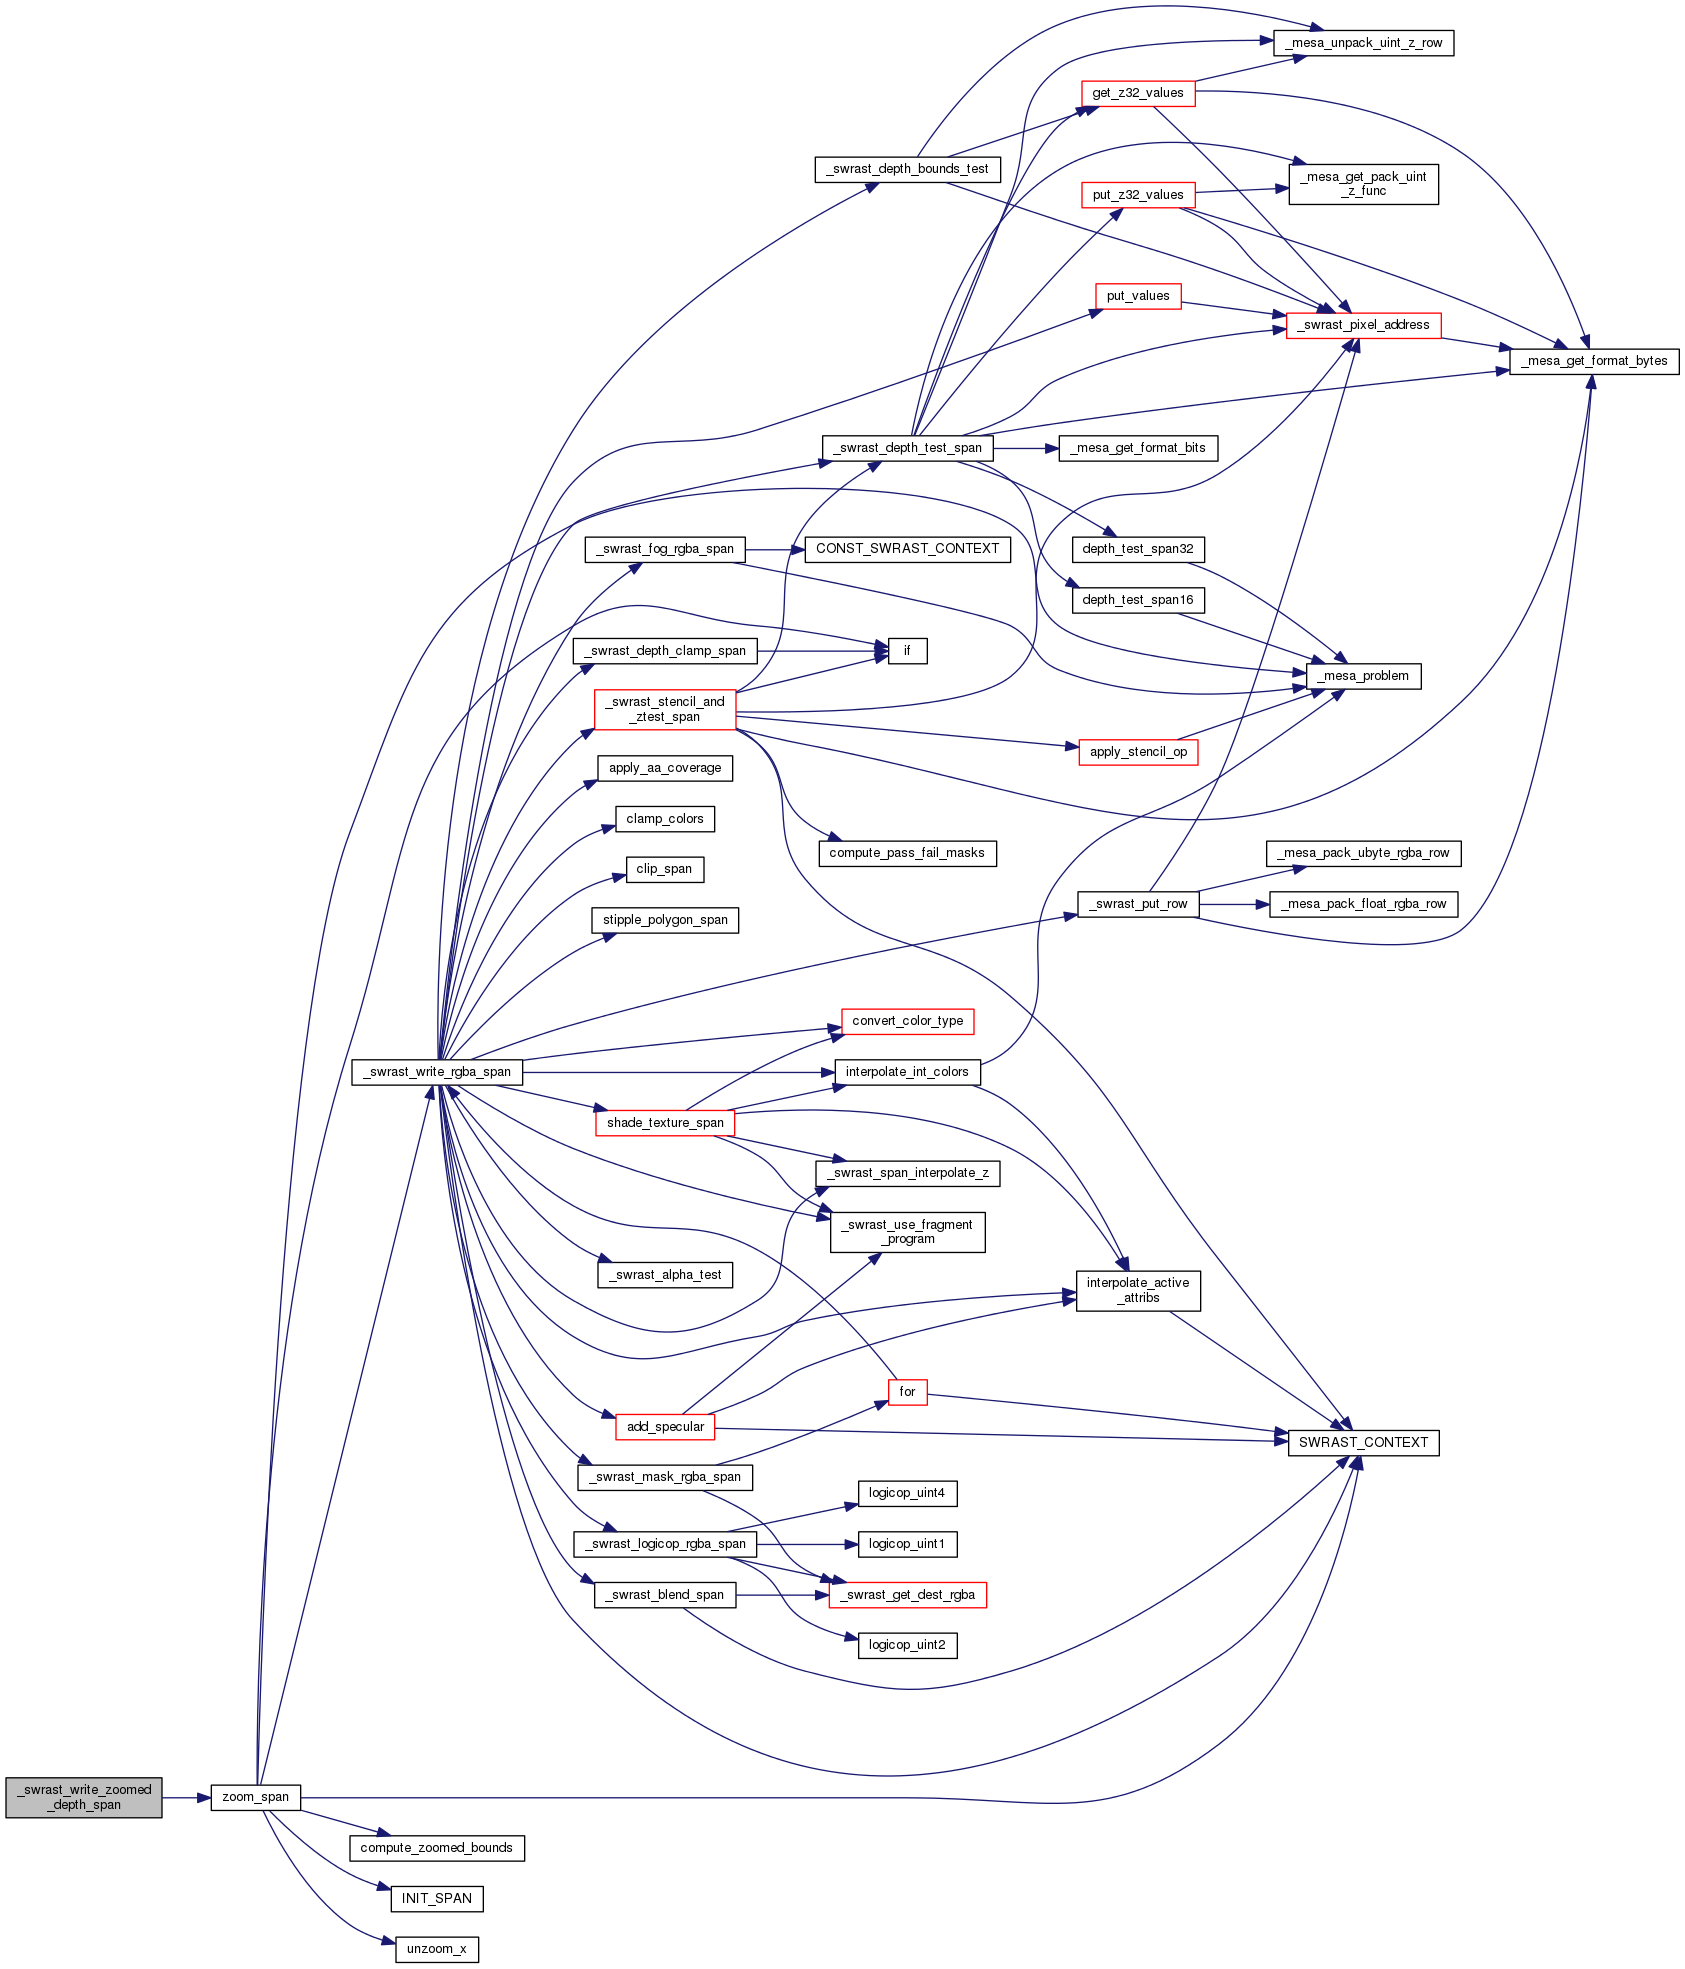 _mesa_unpack_uint_z_row
get_z32_values
_swrast_depth_bounds_test
_mesa_get_pack_uint
_z_func
put_z32_values
put_values
_swrast_pixel_address
_mesa_get_format_bytes
_swrast_depth_test_span
_mesa_get_format_bits
_swrast_fog_rgba_span
CONST_SWRAST_CONTEXT
depth_test_span32
depth_test_span16
_swrast_depth_clamp_span
if
_mesa_problem
_swrast_stencil_and
_ztest_span
apply_stencil_op
apply_aa_coverage
clamp_colors
compute_pass_fail_masks
_mesa_pack_ubyte_rgba_row
clip_span
_swrast_put_row
_mesa_pack_float_rgba_row
stipple_polygon_span
convert_color_type
_swrast_write_rgba_span
interpolate_int_colors
shade_texture_span
_swrast_span_interpolate_z
_swrast_use_fragment
_program
_swrast_alpha_test
interpolate_active
_attribs
for
add_specular
SWRAST_CONTEXT
_swrast_mask_rgba_span
logicop_uint4
_swrast_logicop_rgba_span
logicop_uint1
_swrast_blend_span
_swrast_get_dest_rgba
logicop_uint2
_swrast_write_zoomed
_depth_span
zoom_span
compute_zoomed_bounds
INIT_SPAN
unzoom_x